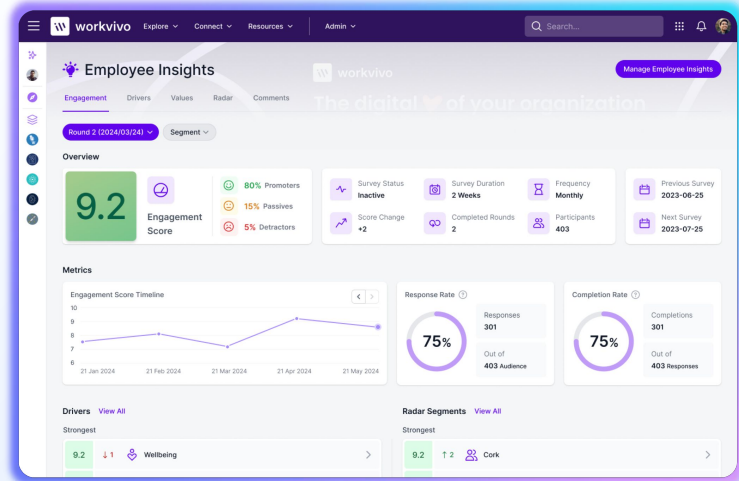 workvivo Explore Connect Resources Admin Search...
Employee Insights
workvivo
Manage Employee Insights
Engagement Drivers Values Radar Comments
The digital of your organization
Round 2 (2024/03/24) Segment
Overview
9.2
Engagement
Score
80% Promoters
15% Passives
5% Detractors
Survey Status
Inactive
Survey Duration
2 Weeks
Frequency
Monthly
Score Change
+2
Completed Rounds
2
Participants
403
Previous Survey
2023-06-25
Next Survey
2023-07-25
Metrics
Engagement Score Timeline
10
9
8
7
6
21 Jan 2024 21 Feb 2024 21 Mar 2024 21 Apr 2024 21 May 2024
Response Rate ?
75%
Responses
301
Out of
403 Audience
Completion Rate ?
75%
Completions
301
Out of
403 Responses
Drivers View All
Strongest
9.2 ↓ 1 Wellbeing
Radar Segments View All
Strongest
9.2 ↑ 2 Cork